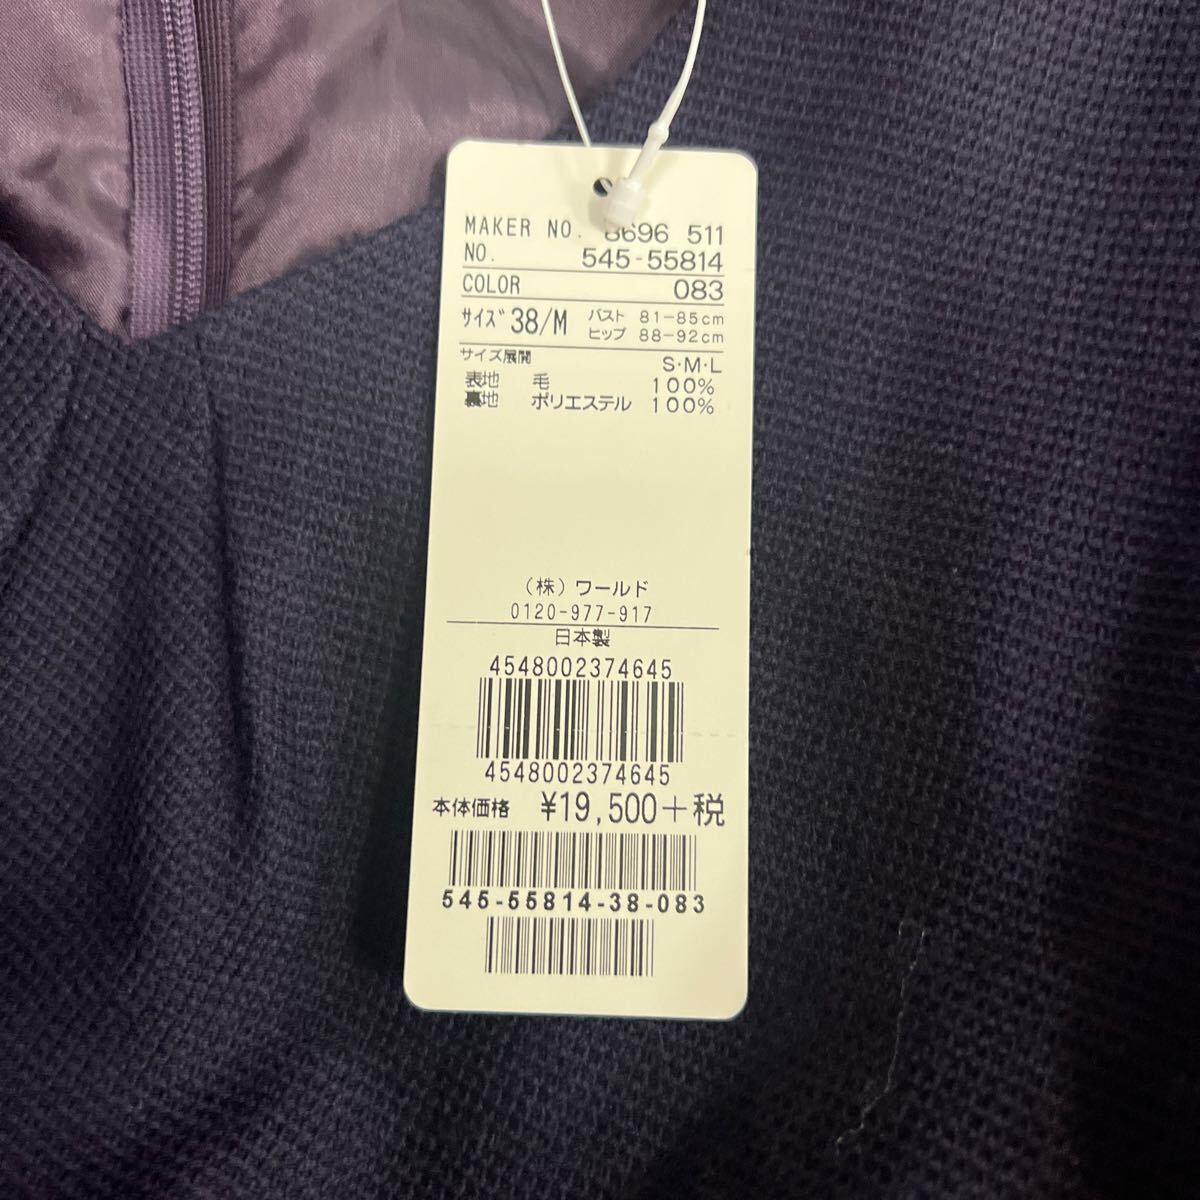 MAKER NO. 8696 511
NO. 545-55814
COLOR 083
サイズ 38/M バスト 81-85cm
ヒップ 88-92cm
サイズ展開 S・M・L
表地 毛 100%
裏地 ポリエステル 100%
(株)ワールド
0120-977-917
日本製
4548002374645
4548002374645
本体価格 ¥19,500+税
545-55814-38-083